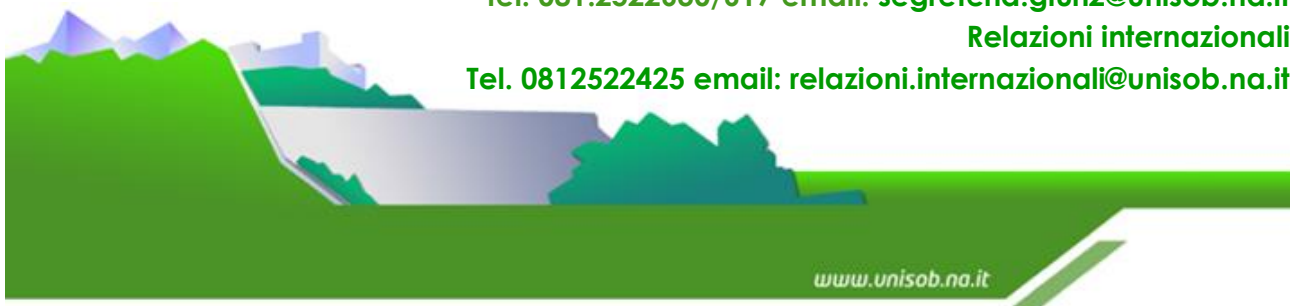 Relazioni internazionali
Tel. 0812522425 email: relazioni.internazionali@unisob.na.it
www.unisob.na.it